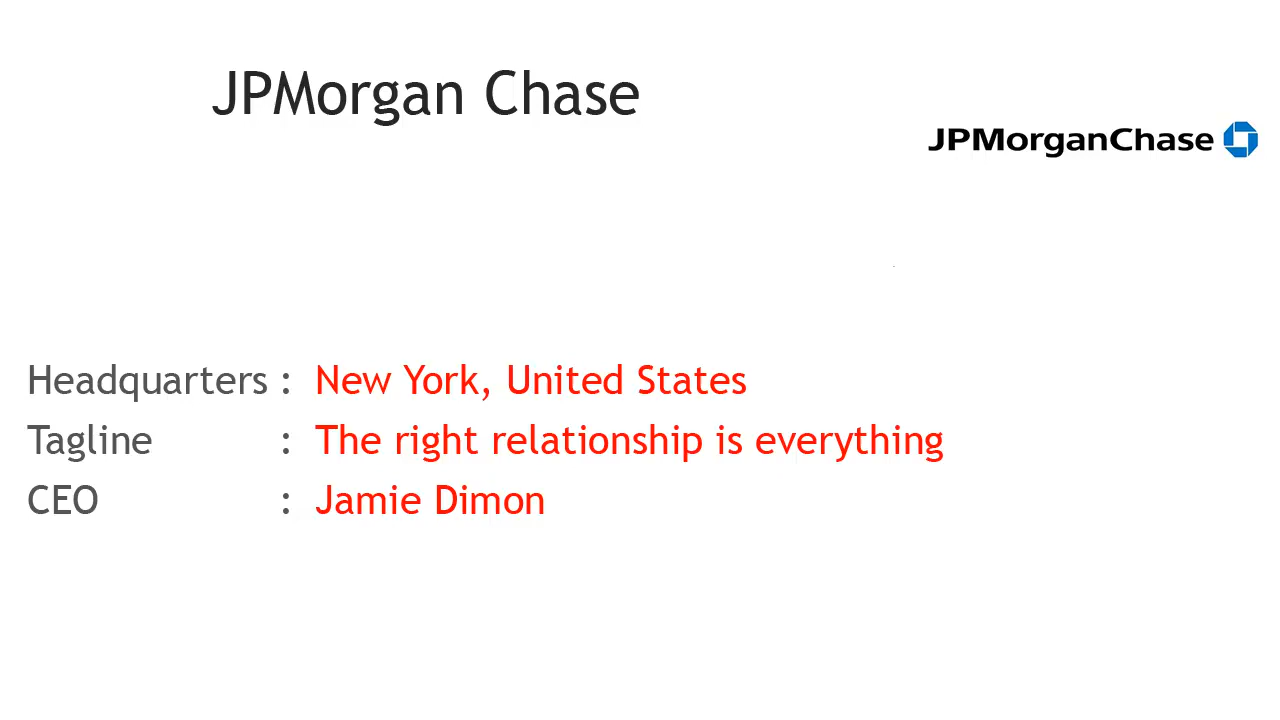 JPMorgan Chase
JPMorganChase
Headquarters : New York, United States
Tagline : The right relationship is everything
CEO : Jamie Dimon